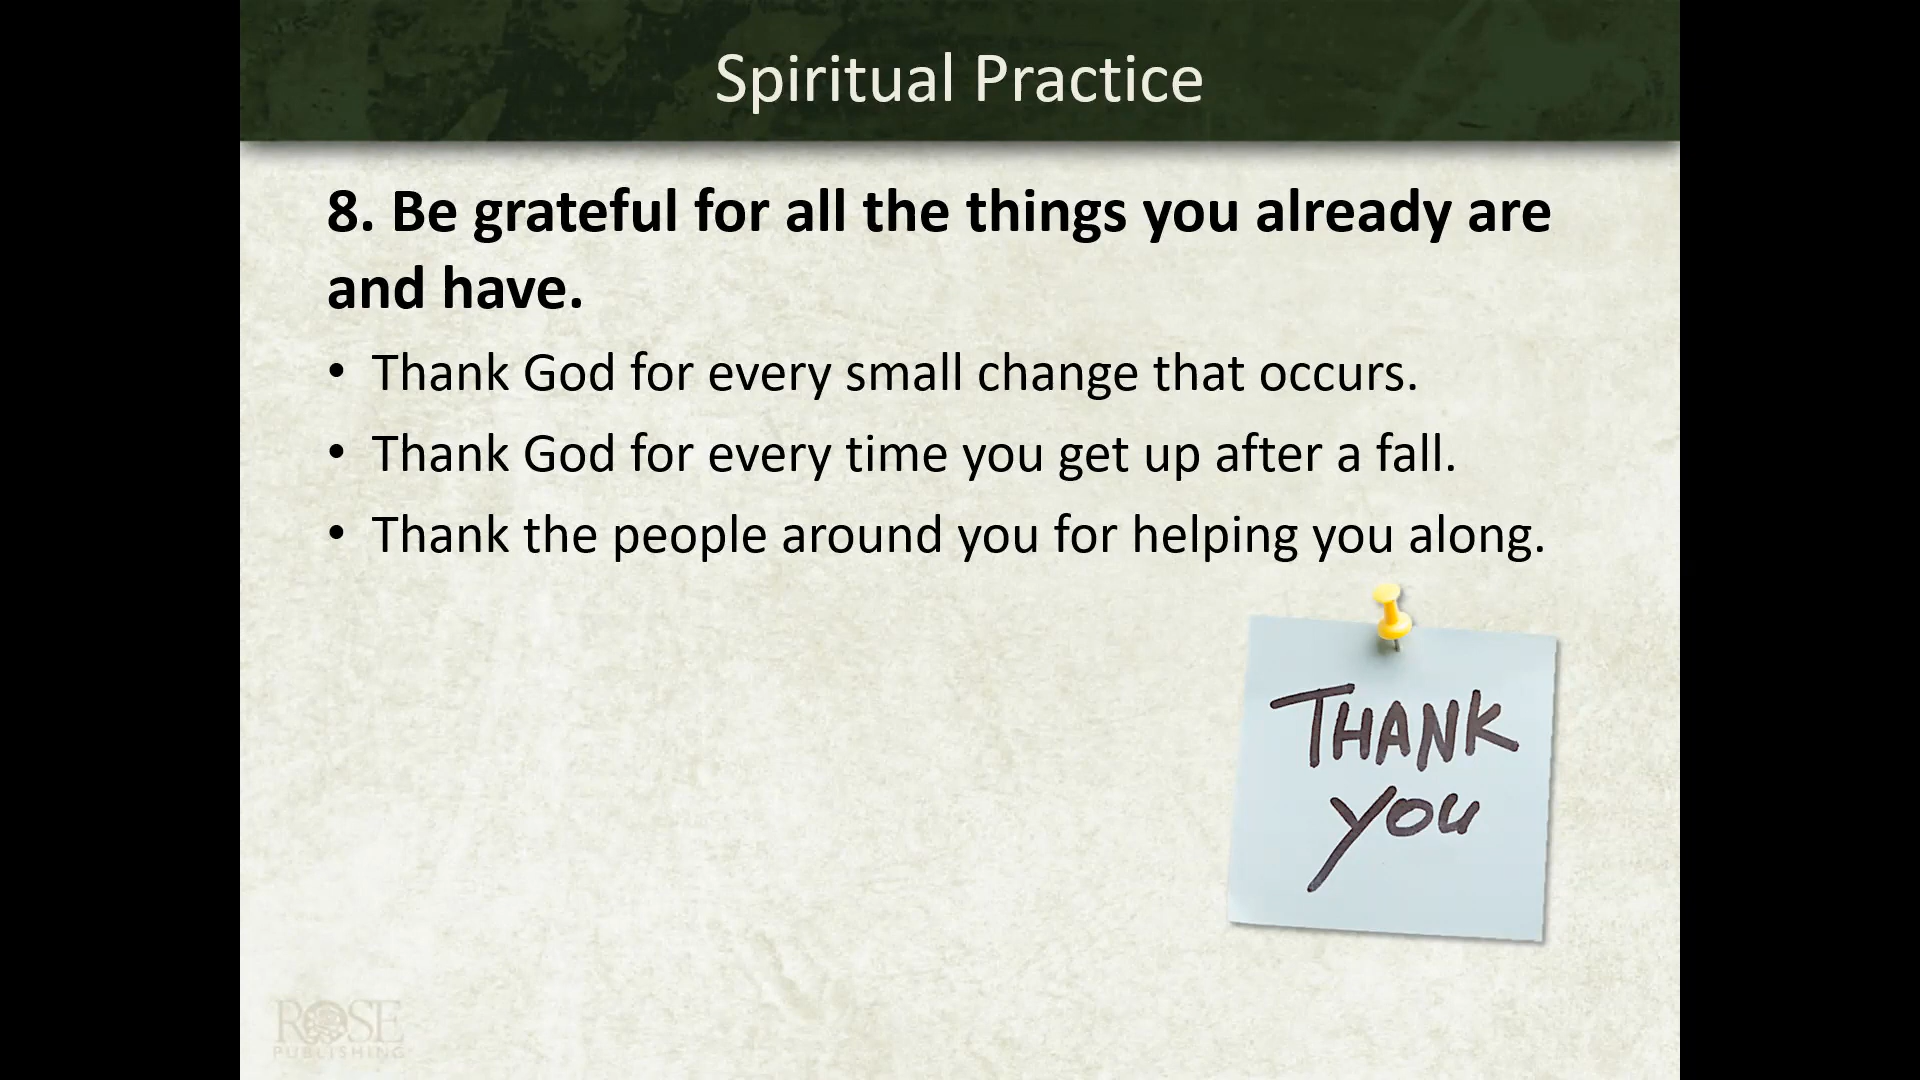 Spiritual Practice
8. Be grateful for all the things you already are
and have.
• Thank God for every small change that occurs.
• Thank God for every time you get up after a fall.
• Thank the people around you for helping you along.
THANK
you
ROSE
PUBLISHING